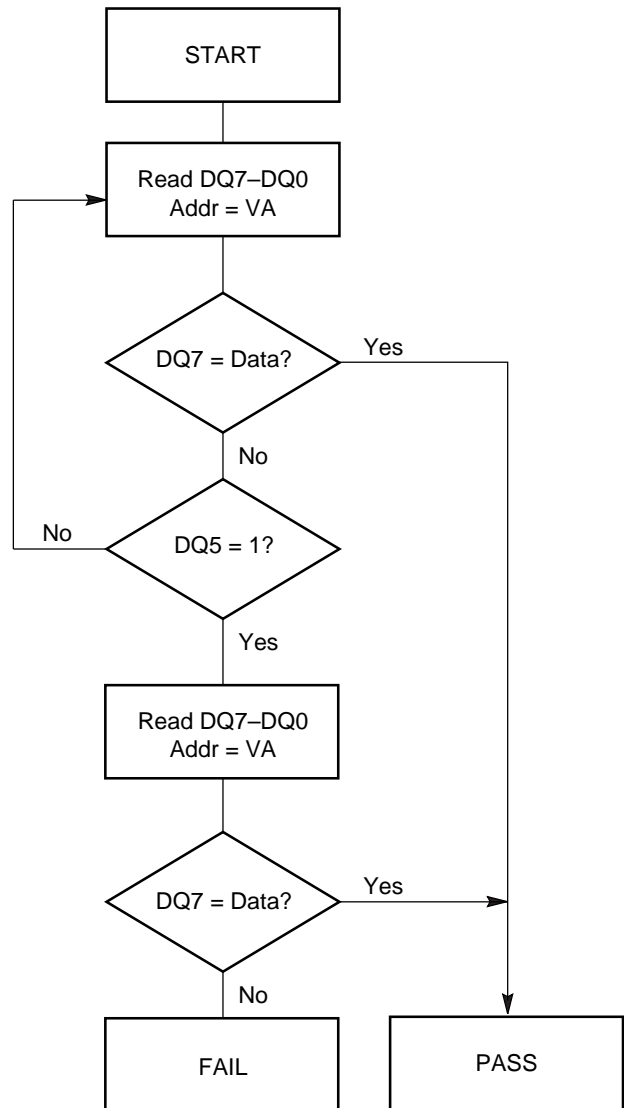 START
Read DQ7–DQ0
Addr = VA
DQ7 = Data?
Yes
No
No
DQ5 = 1?
Yes
Read DQ7–DQ0
Addr = VA
DQ7 = Data?
Yes
No
FAIL
PASS